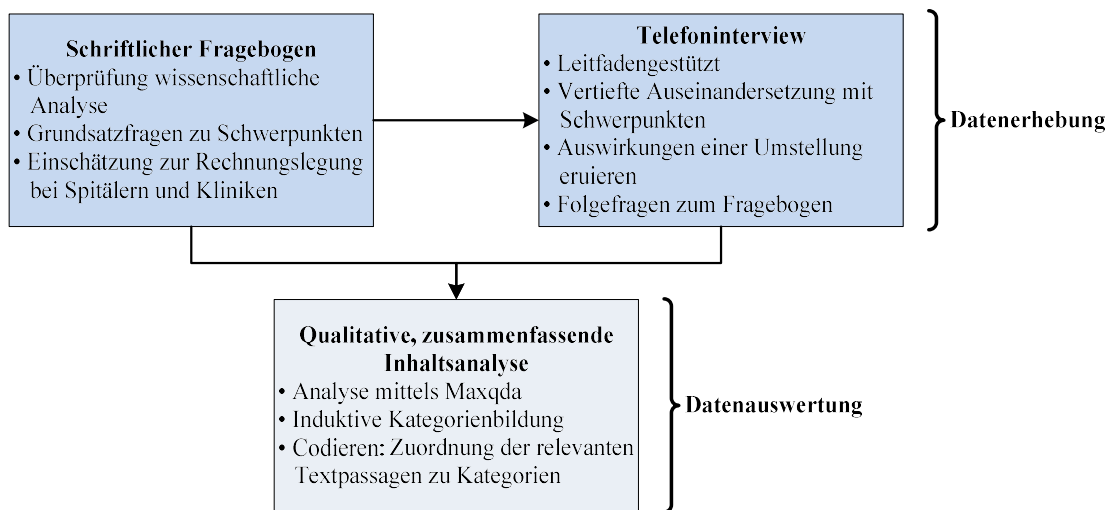 Schriftlicher Fragebogen
• Überprüfung wissenschaftliche
Analyse
• Grundsatzfragen zu Schwerpunkten
• Einschätzung zur Rechnungslegung
bei Spitälern und Kliniken
Telefoninterview
• Leitfadengestützt
• Vertiefte Auseinandersetzung mit
Schwerpunkten
• Auswirkungen einer Umstellung
eruieren
• Folgefragen zum Fragebogen
Datenerhebung
Qualitative, zusammenfassende
Inhaltsanalyse
• Analyse mittels Maxqda
• Induktive Kategorienbildung
• Codieren: Zuordnung der relevanten
Textpassagen zu Kategorien
Datenauswertung